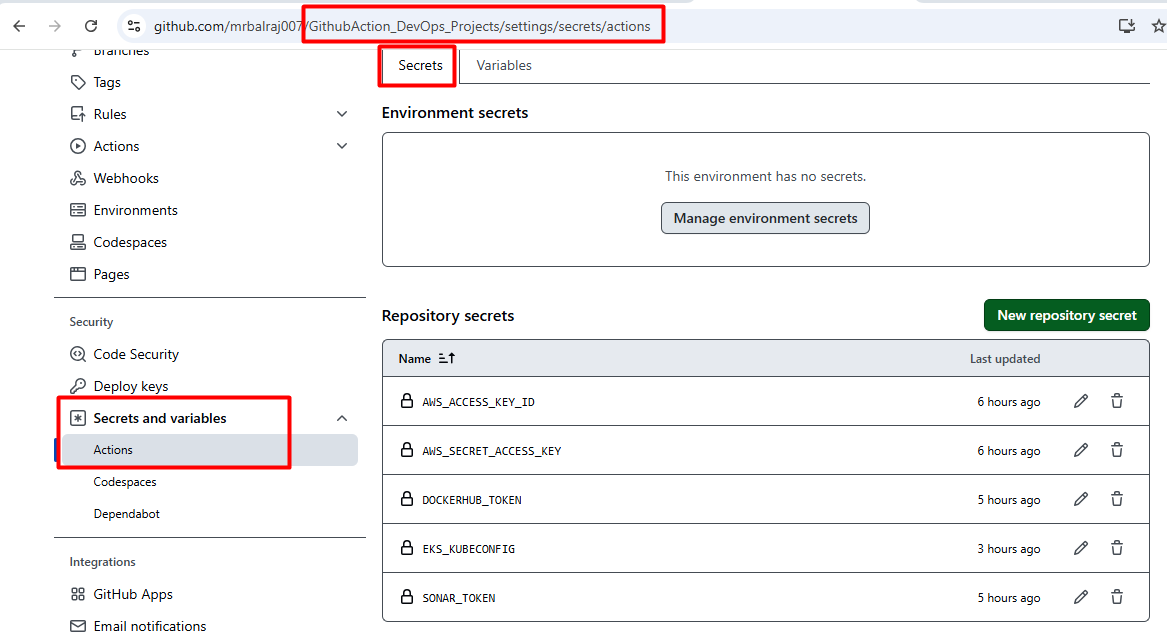 github.com/mrbalraj007/GithubAction_DevOps_Projects/settings/secrets/actions
Branches
Tags
Rules
Actions
Webhooks
Environments
Codespaces
Pages
Security
Code Security
Deploy keys
Secrets and variables
Actions
Codespaces
Dependabot
Integrations
GitHub Apps
Email notifications
Secrets Variables
Environment secrets
This environment has no secrets.
Manage environment secrets
Repository secrets New repository secret
Name Last updated
AWS_ACCESS_KEY_ID 6 hours ago
AWS_SECRET_ACCESS_KEY 6 hours ago
DOCKERHUB_TOKEN 5 hours ago
EKS_KUBECONFIG 3 hours ago
SONAR_TOKEN 5 hours ago